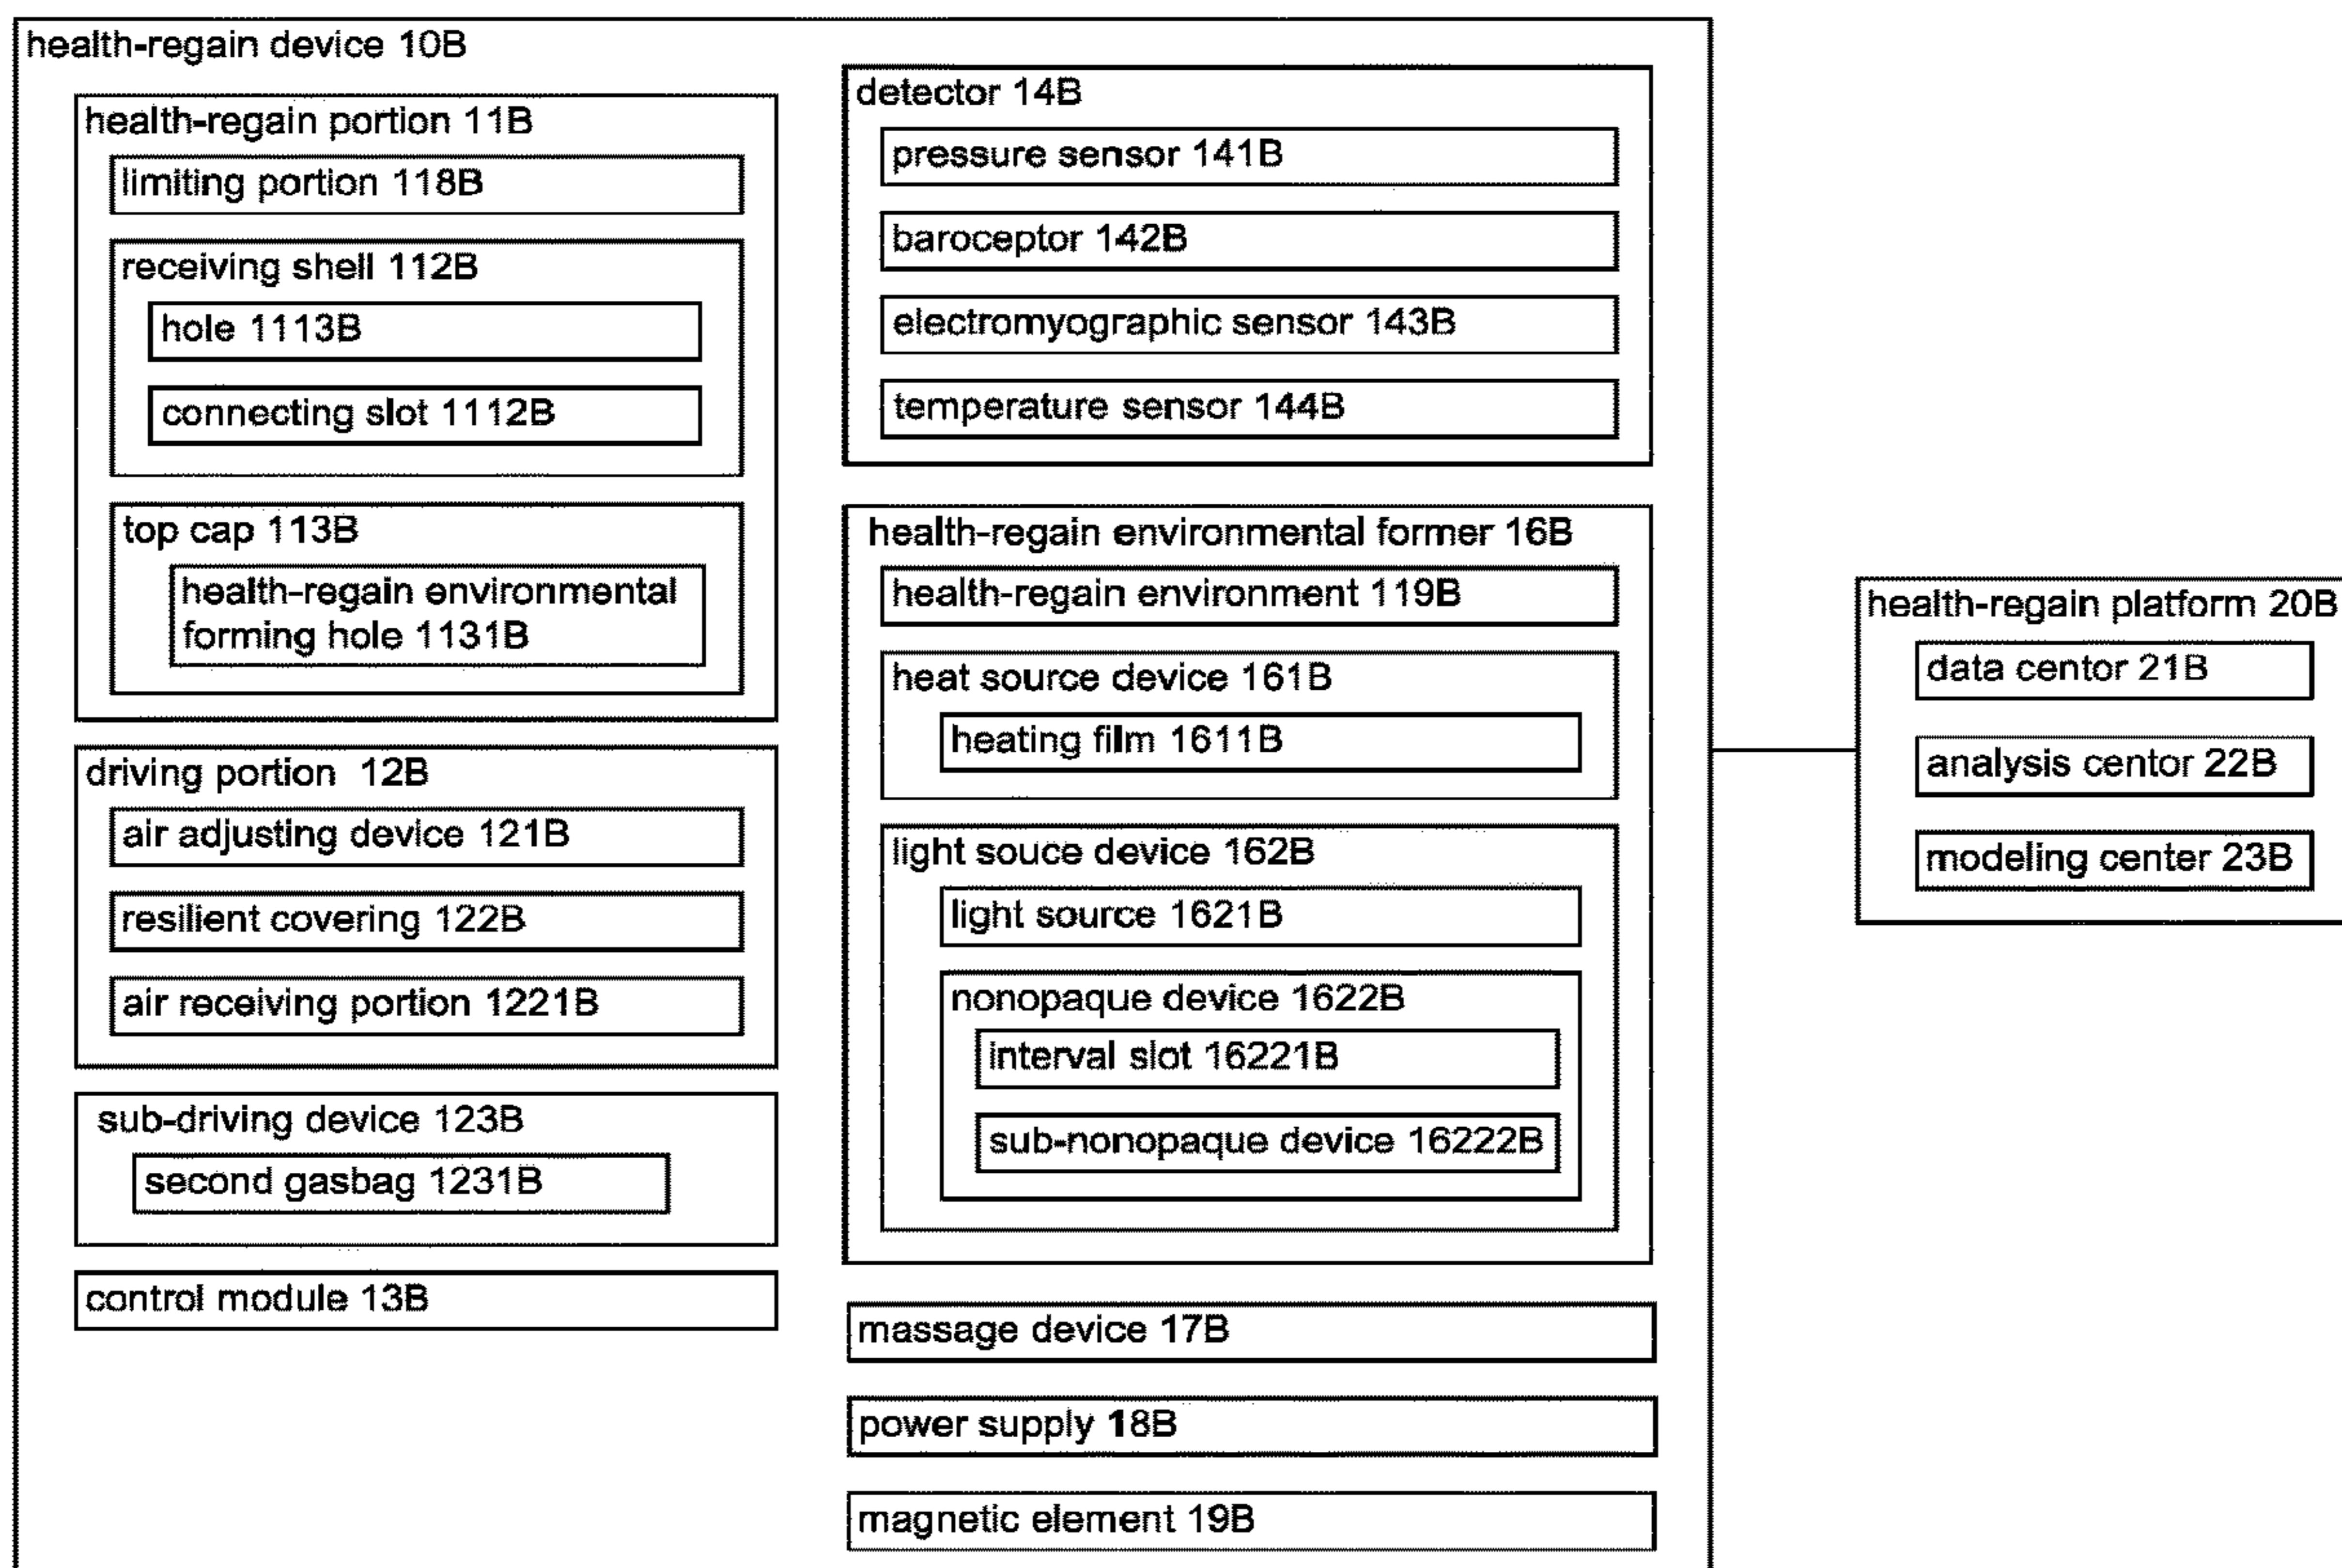 health-regain device 10B
health-regain portion 11B
limiting portion 118B
receiving shell 112B
hole 1113B
connecting slot 1112B
top cap 113B
health-regain environmental
forming hole 1131B
driving portion 12B
air adjusting device 121B
resilient covering 122B
air receiving portion 1221B
sub-driving device 123B
second gasbag 1231B
control module 13B
detector 14B
pressure sensor 141B
baroceptor 142B
electromyographic sensor 143B
temperature sensor 144B
health-regain environmental former 16B
health-regain environment 119B
heat source device 161B
heating film 1611B
light souce device 162B
light source 1621B
nonopaque device 1622B
interval slot 16221B
sub-nonopaque device 16222B
massage device 17B
power supply 18B
magnetic element 19B
health-regain platform 20B
data centor 21B
analysis centor 22B
modeling center 23B